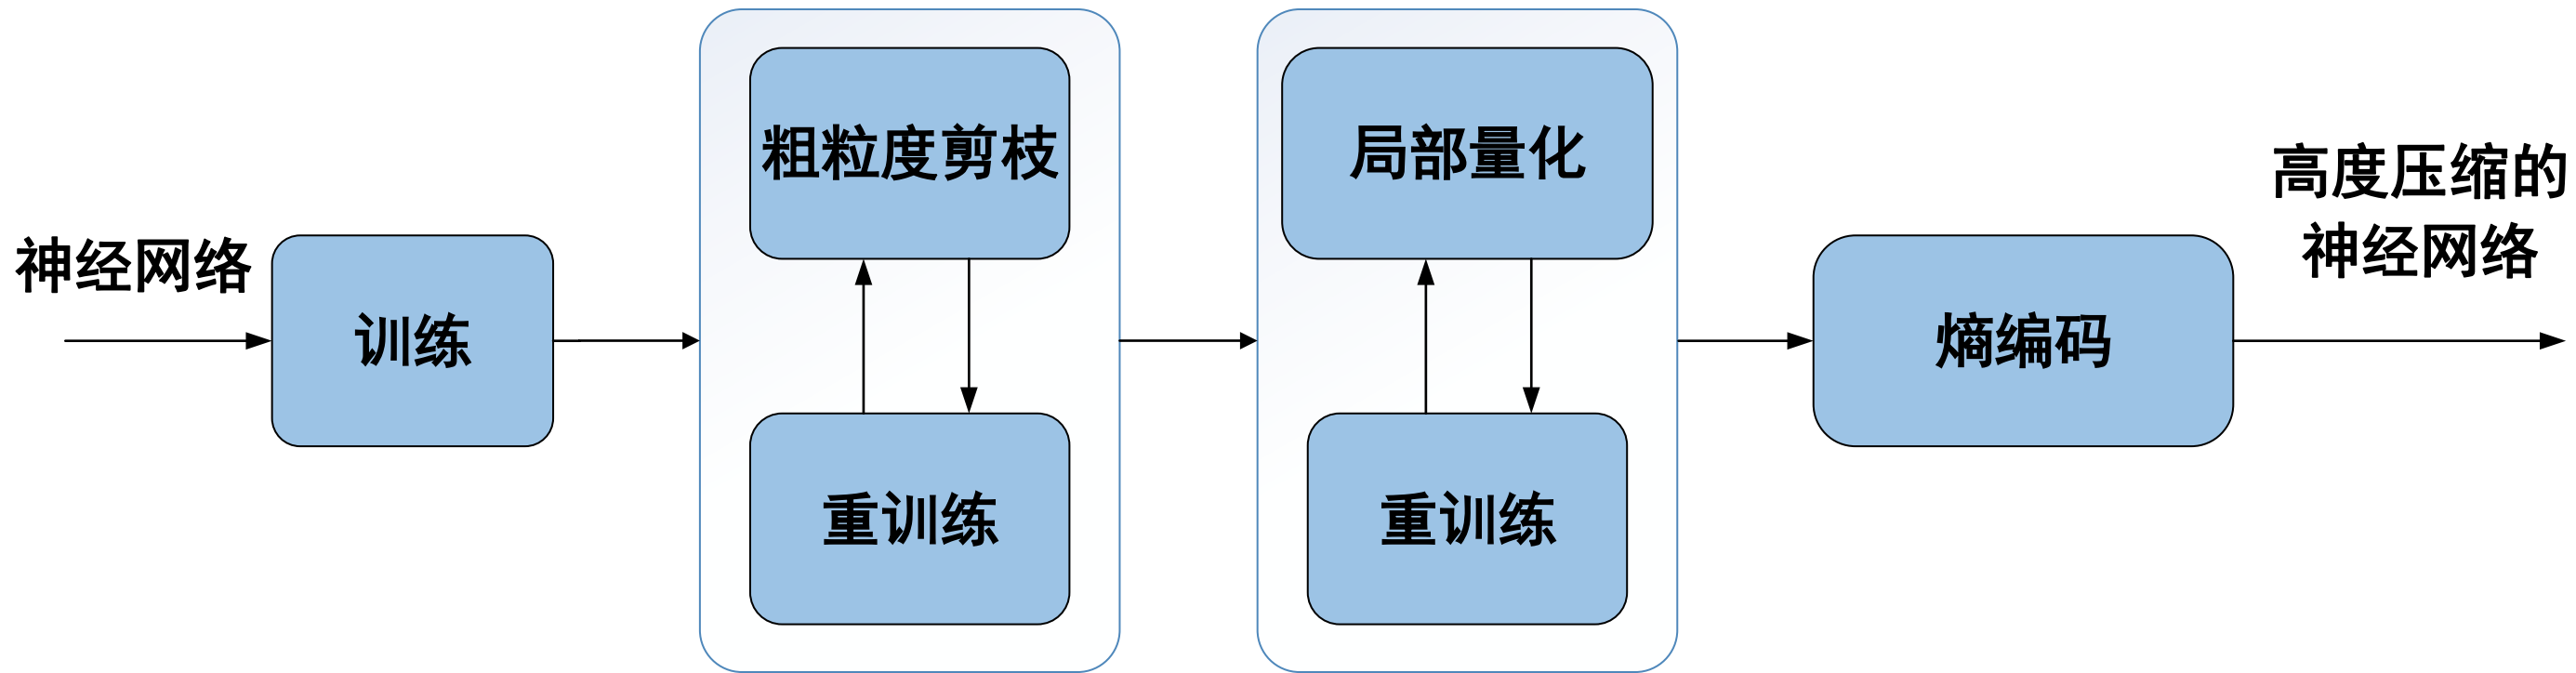 神经网络
训练
粗粒度剪枝
重训练
局部量化
重训练
熵编码
高度压缩的
神经网络